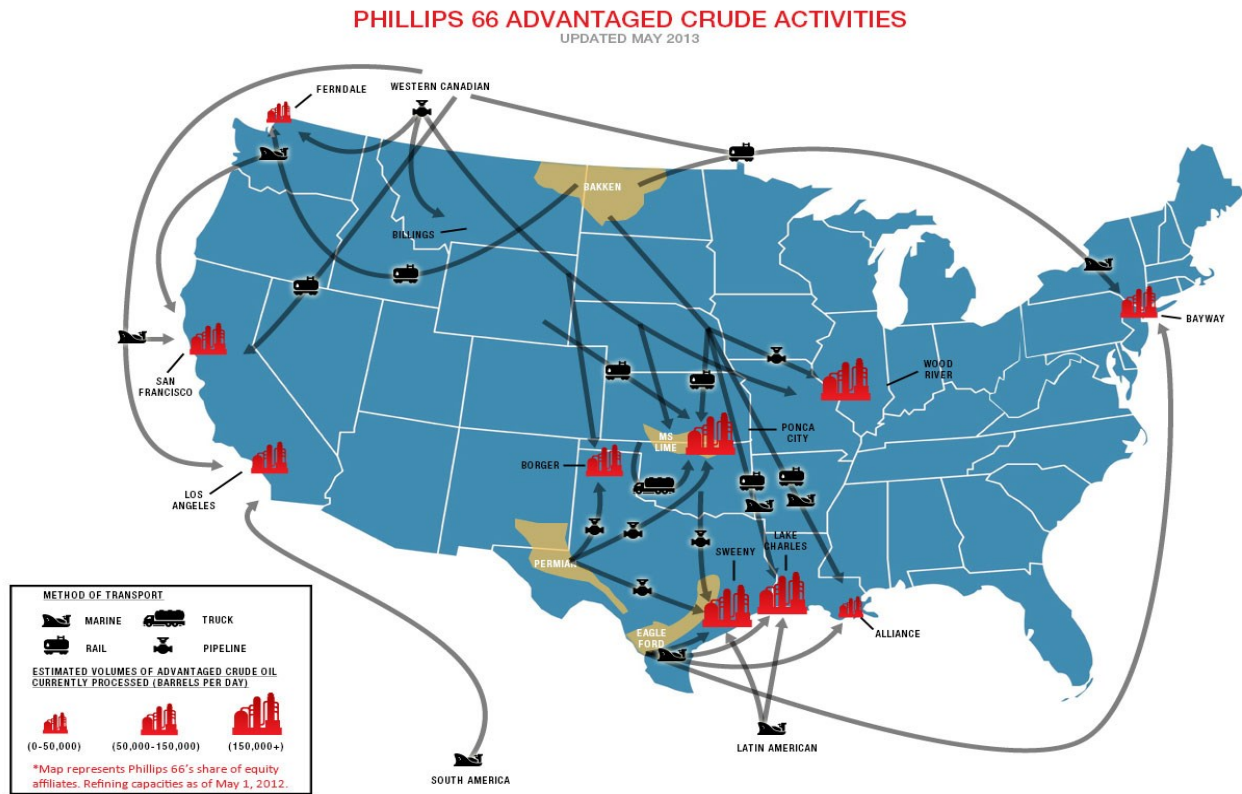 PHILLIPS 66 ADVANTAGED CRUDE ACTIVITIES
UPDATED MAY 2013
WESTERN CANADIAN
FERNDALE
BAKKEN
BILLINGS
BAYWAY
SAN
FRANCISCO
WOOD
RIVER
PONCA
CITY
MS
LIME
BORGER
LOS
ANGELES
LAKE
CHARLES
SWEENY
PERMIAN
EAGLE
FORD
ALLIANCE
LATIN AMERICAN
SOUTH AMERICA
METHOD OF TRANSPORT
MARINE
TRUCK
RAIL
PIPELINE
ESTIMATED VOLUMES OF ADVANTAGED CRUDE OIL
CURRENTLY PROCESSED (BARRELS PER DAY)
(0-50,000)
(50,000-150,000)
(150,000+)
*Map represents Phillips 66's share of equity
affiliates. Refining capacities as of May 1, 2012.